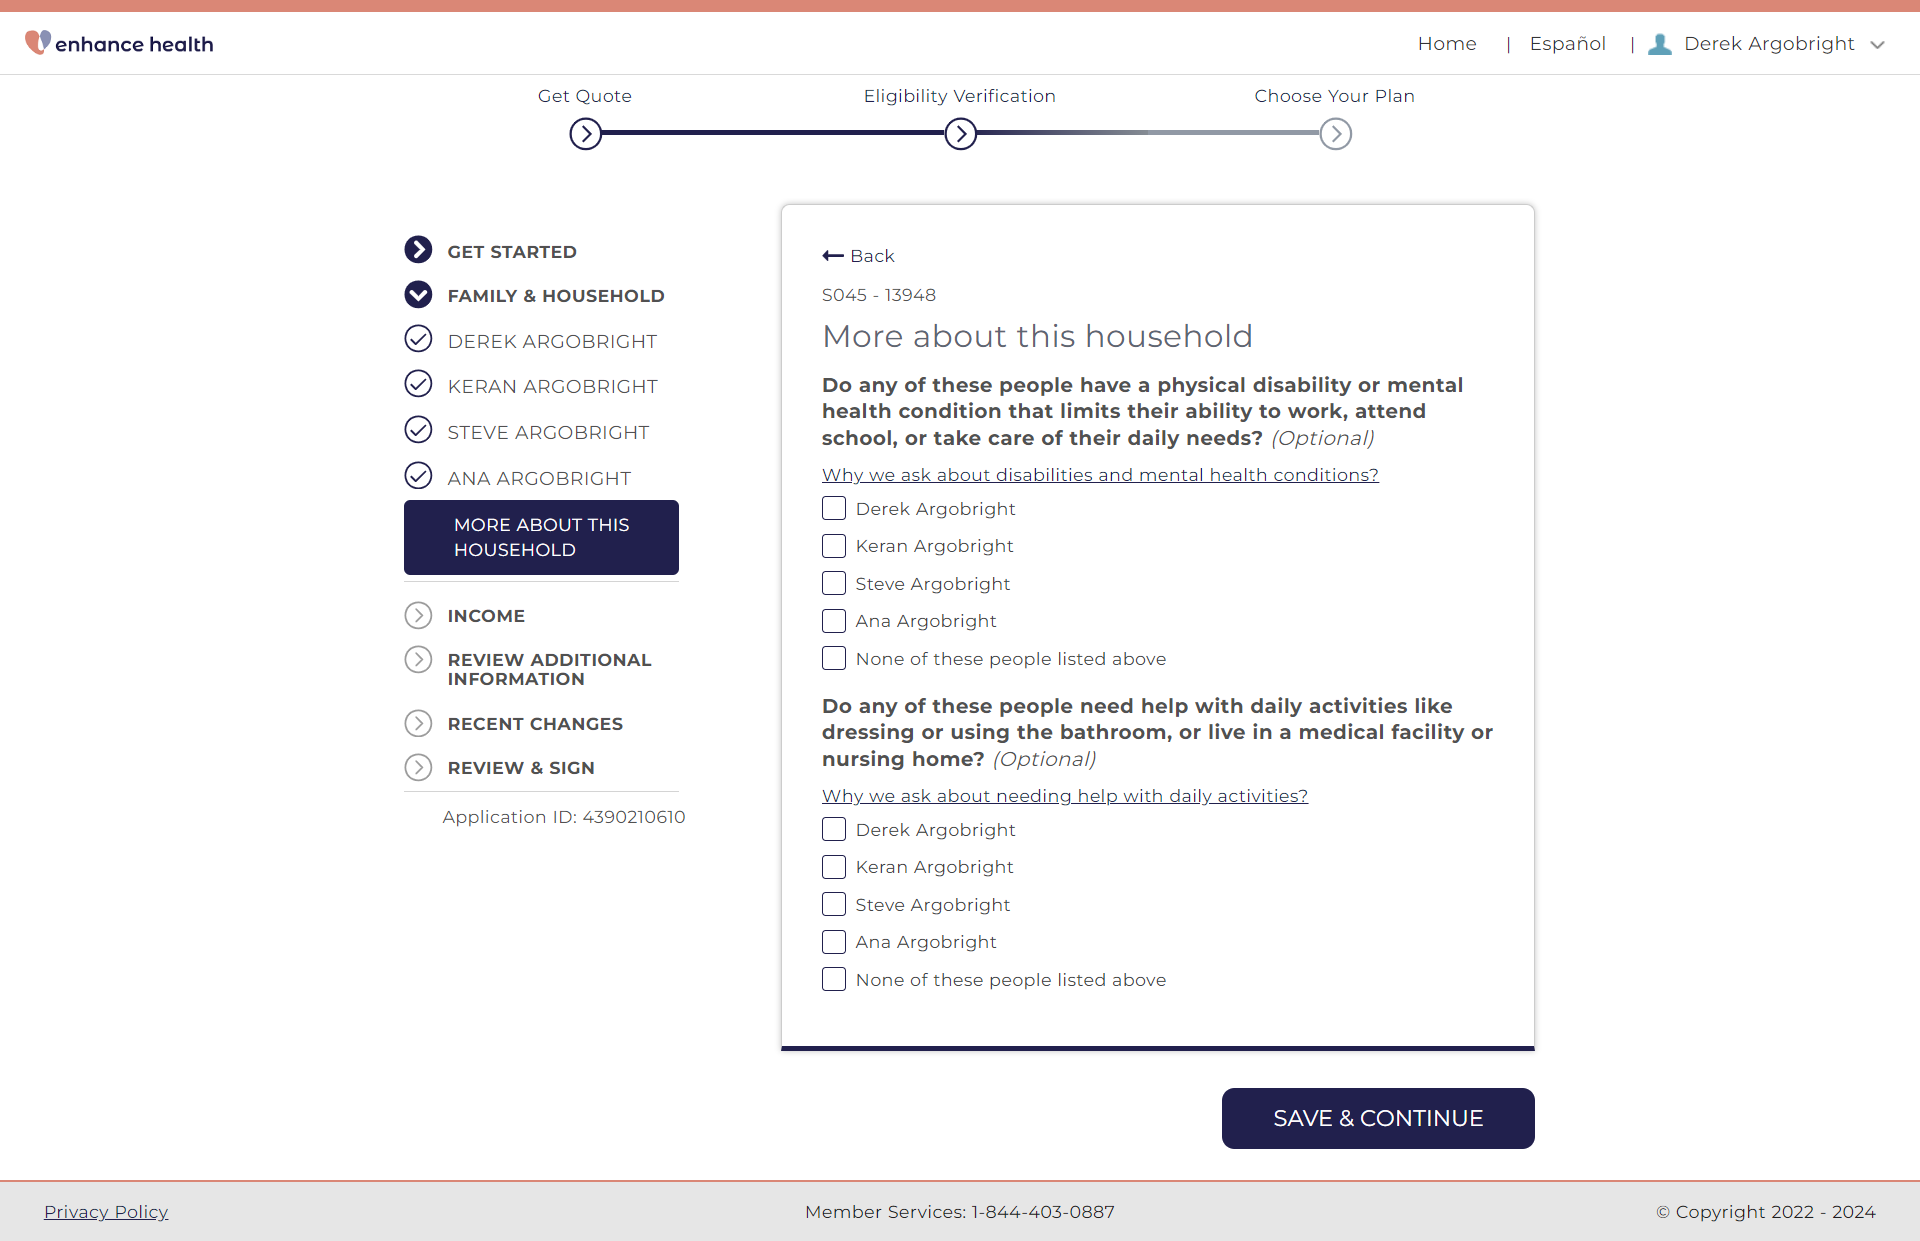 enhance health
Home | Español | Derek Argobright
Get Quote
Eligibility Verification
Choose Your Plan
GET STARTED
FAMILY & HOUSEHOLD
DEREK ARGOBRIGHT
KERAN ARGOBRIGHT
STEVE ARGOBRIGHT
ANA ARGOBRIGHT
MORE ABOUT THIS
HOUSEHOLD
INCOME
REVIEW ADDITIONAL
INFORMATION
RECENT CHANGES
REVIEW & SIGN
Application ID: 4390210610
Back
S045 - 13948
More about this household
Do any of these people have a physical disability or mental
health condition that limits their ability to work, attend
school, or take care of their daily needs? (Optional)
Why we ask about disabilities and mental health conditions?
Derek Argobright
Keran Argobright
Steve Argobright
Ana Argobright
None of these people listed above
Do any of these people need help with daily activities like
dressing or using the bathroom, or live in a medical facility or
nursing home? (Optional)
Why we ask about needing help with daily activities?
Derek Argobright
Keran Argobright
Steve Argobright
Ana Argobright
None of these people listed above
SAVE & CONTINUE
Privacy Policy
Member Services: 1-844-403-0887
© Copyright 2022 - 2024